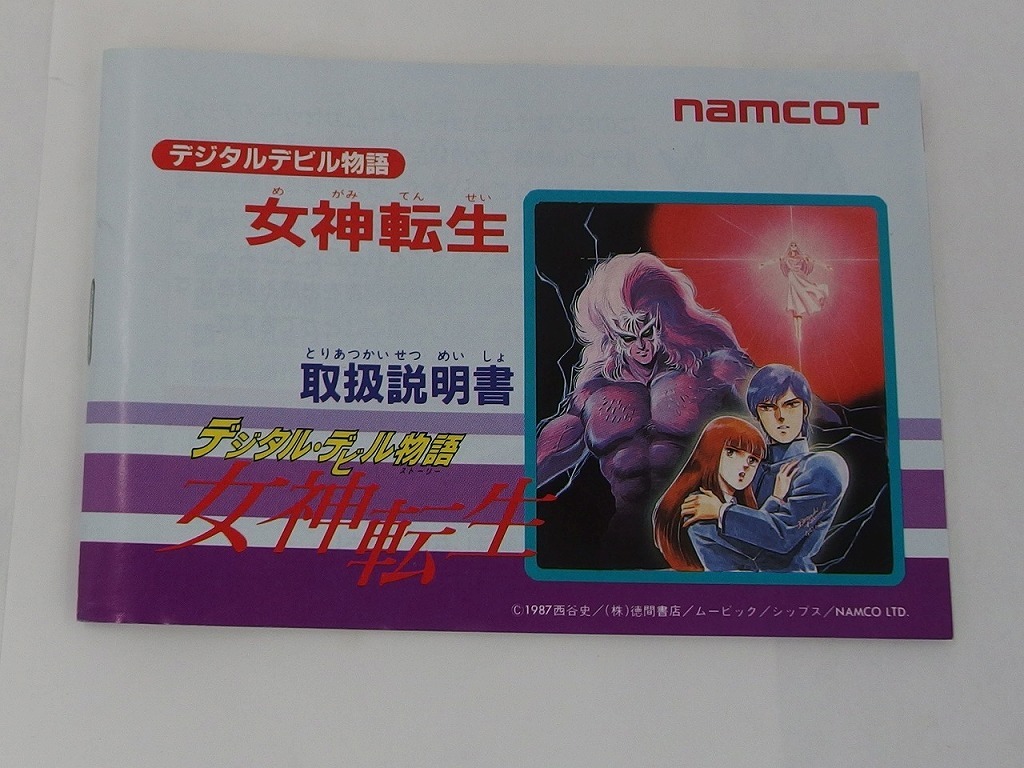 namcoT
デジタルデビル物語
めがみてんせい
女神転生
とりあつかいせつめいしょ
取扱説明書
デジタル・デビル物語
ストーリー
女神転生
©1987西谷史/(株)徳間書店/ムービック/シップス/NAMCO LTD.